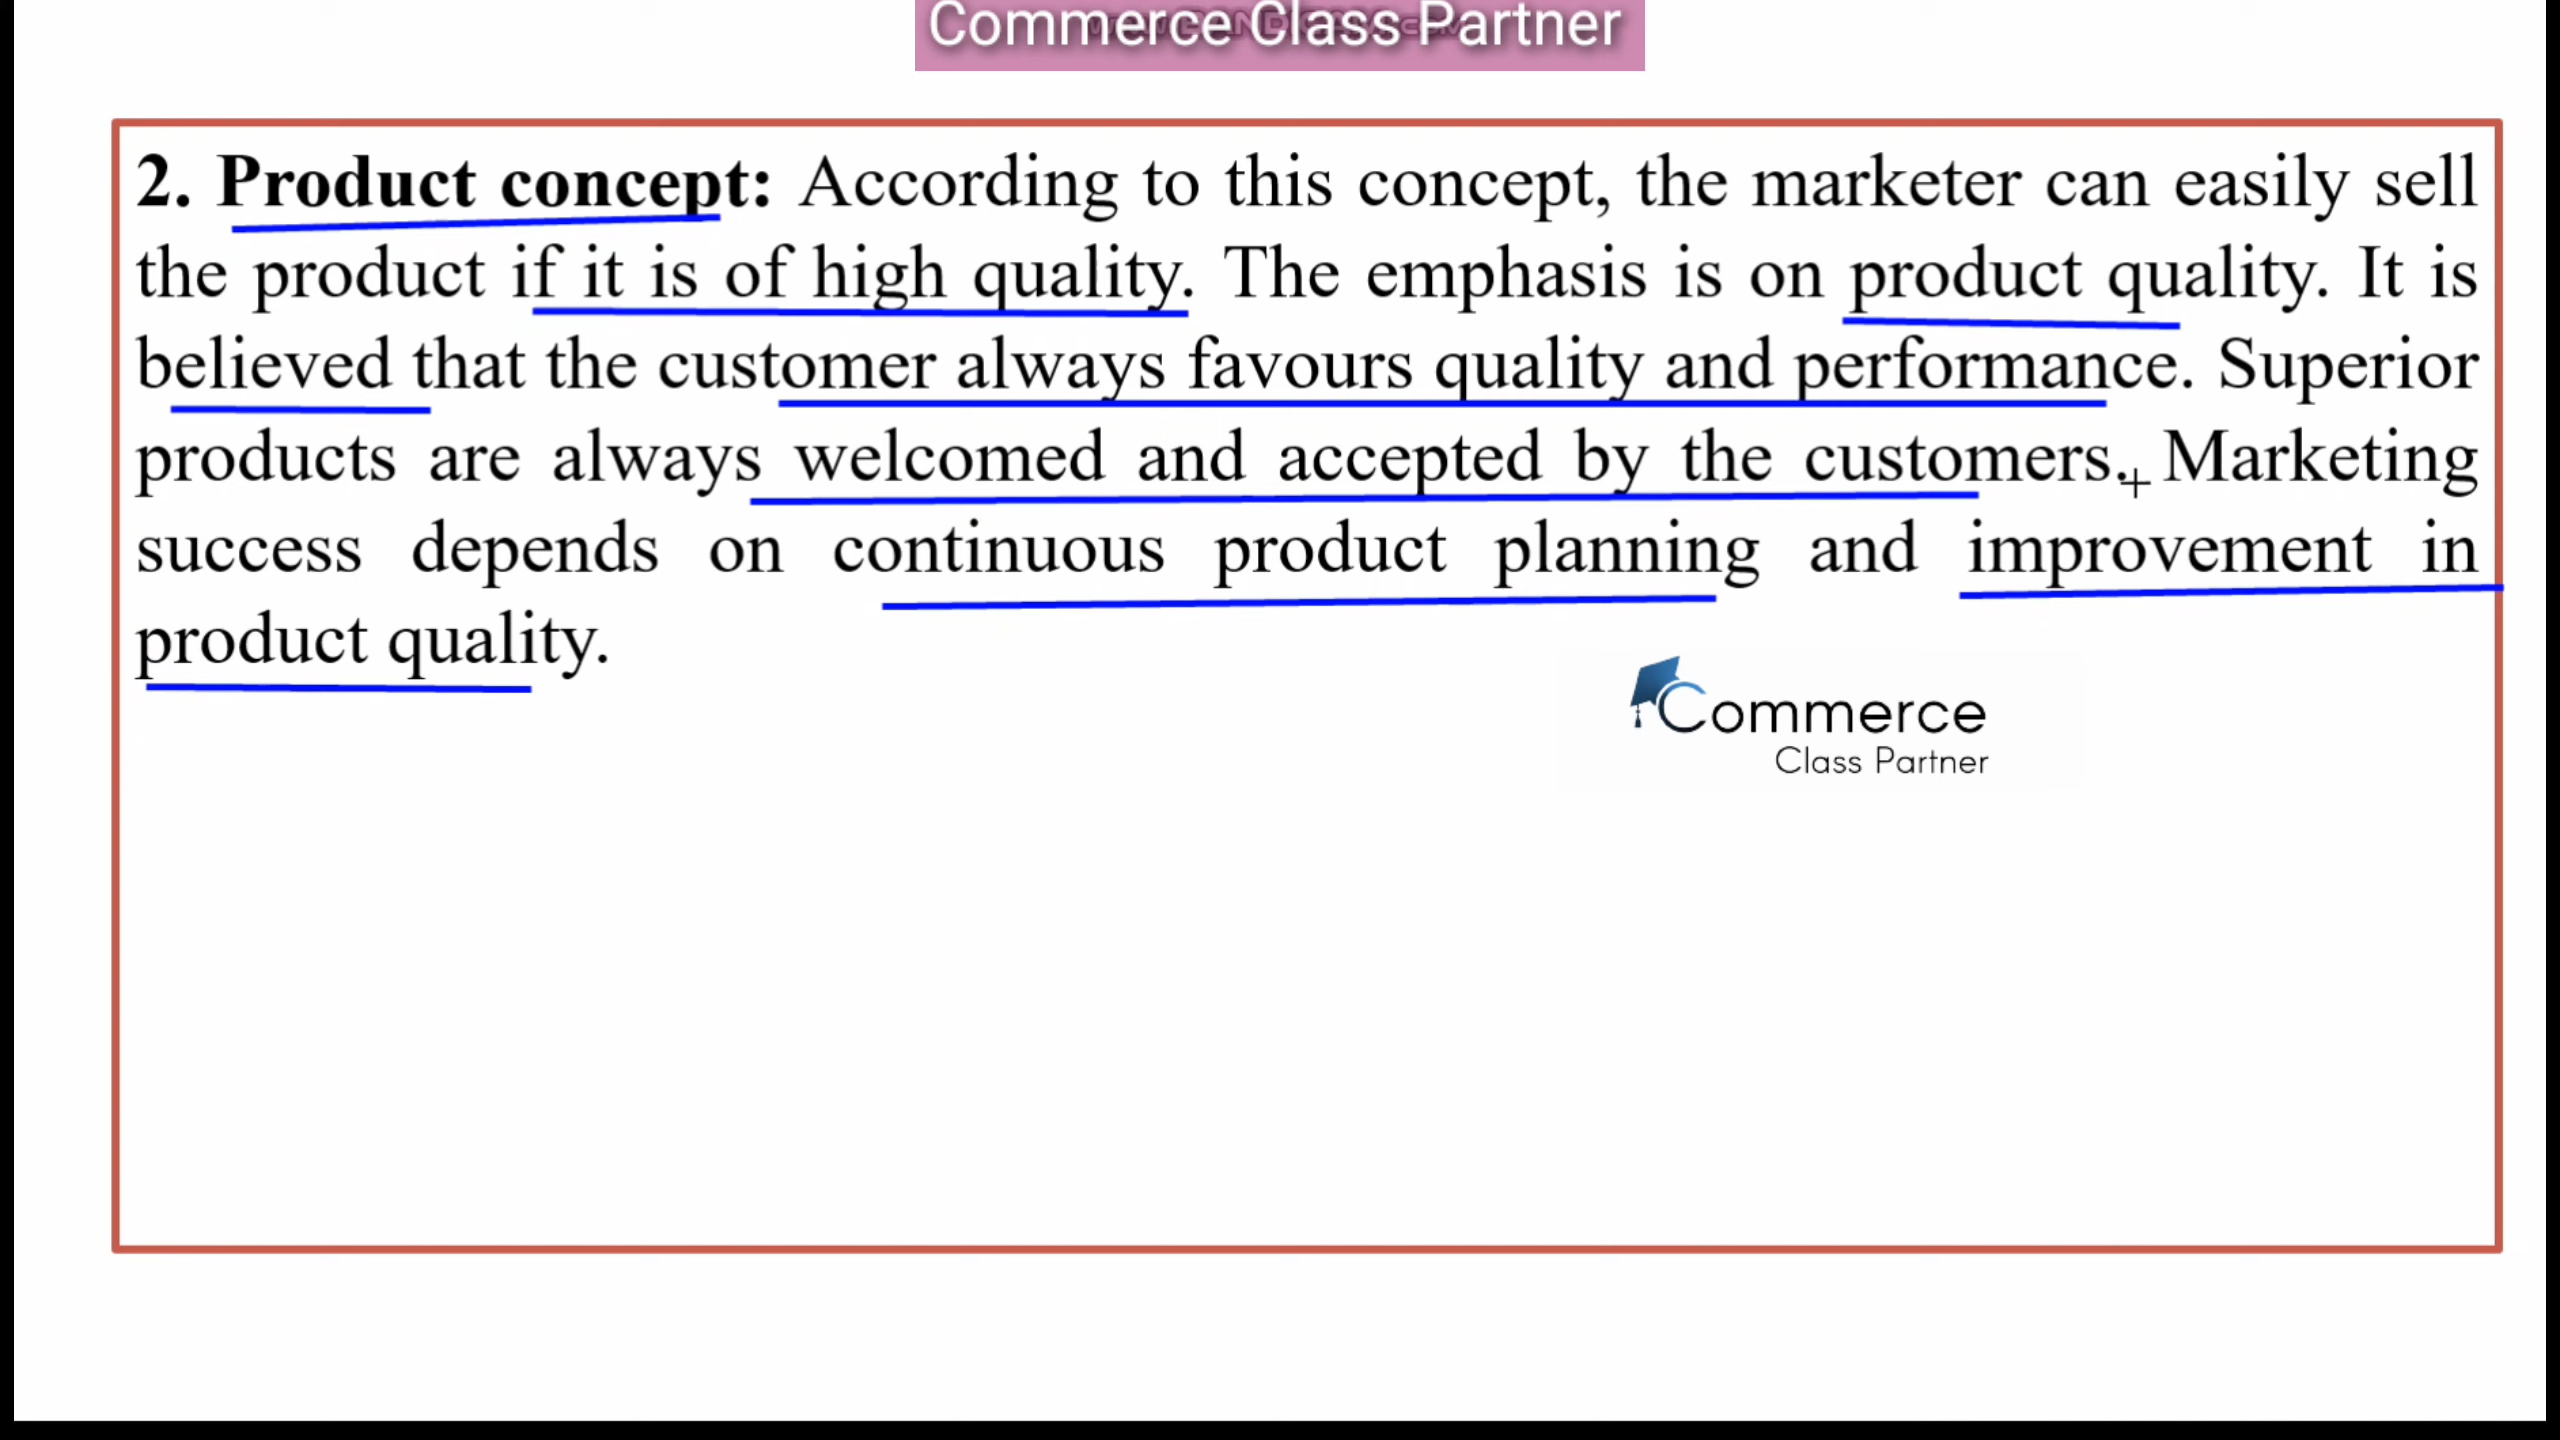 Commerce Class Partner
2. Product concept: According to this concept, the marketer can easily sell
the product if it is of high quality. The emphasis is on product quality. It is
believed that the customer always favours quality and performance. Superior
products are always welcomed and accepted by the customers. Marketing
success depends on continuous product planning and improvement in
product quality.
Commerce
Class Partner